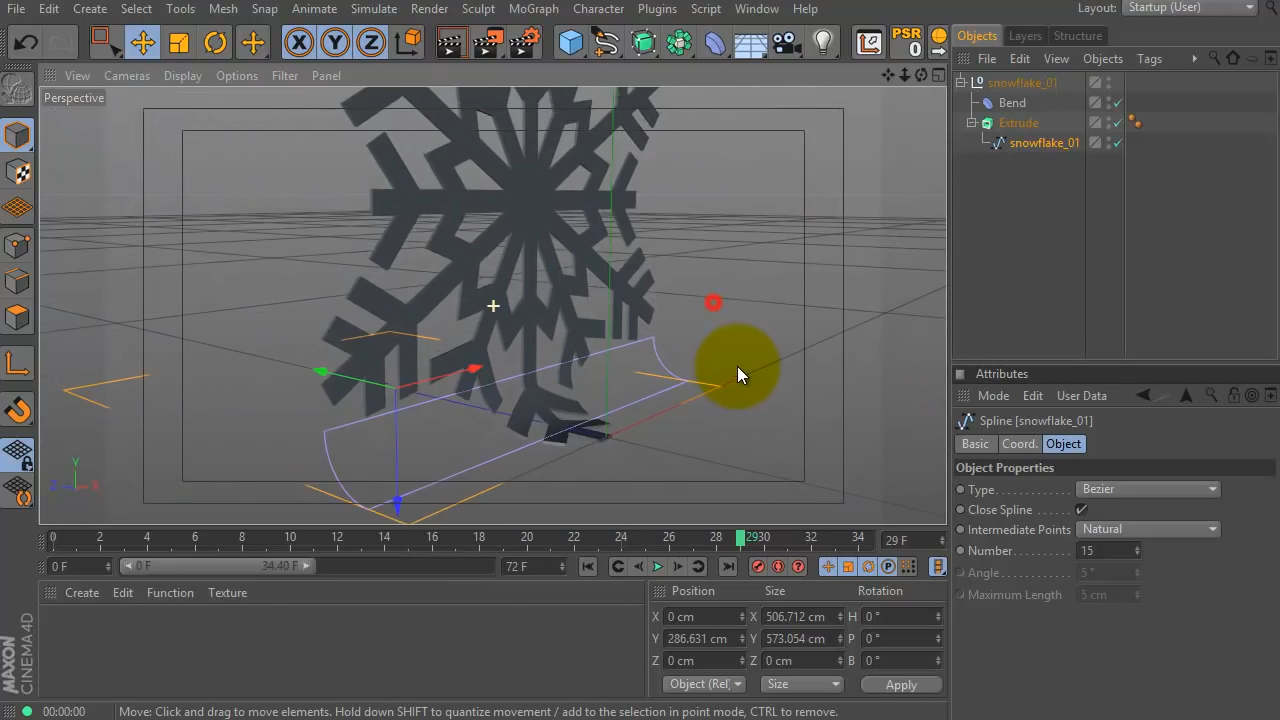 File Edit Create Select Tools Mesh Snap Animate Simulate Render Sculpt MoGraph Character Plugins Script Window Help Layout: Startup (User)
X Y Z PSR 0
Objects Layers Structure
View Cameras Display Options Filter Panel
File Edit View Objects Tags
Perspective
snowflake_01
Bend
Extrude
snowflake_01
Attributes
Mode Edit User Data
Spline [snowflake_01]
Basic Coord. Object
Object Properties
Type Bezier
Close Spline
Intermediate Points Natural
Number 15
Angle 5 °
Maximum Length 5 cm
Y
Z X
0 2 4 6 8 10 12 14 16 18 20 22 24 26 28 2930 32 34 29 F
0 F 0 F 34.40 F 72 F
P
Create Edit Function Texture
Position Size Rotation
X 0 cm X 506.712 cm H 0 °
Y 286.631 cm Y 573.054 cm P 0 °
Z 0 cm Z 0 cm B 0 °
Object (Rel) Size Apply
MAXON
CINEMA 4D
00:00:00 Move: Click and drag to move elements. Hold down SHIFT to quantize movement / add to the selection in point mode, CTRL to remove.